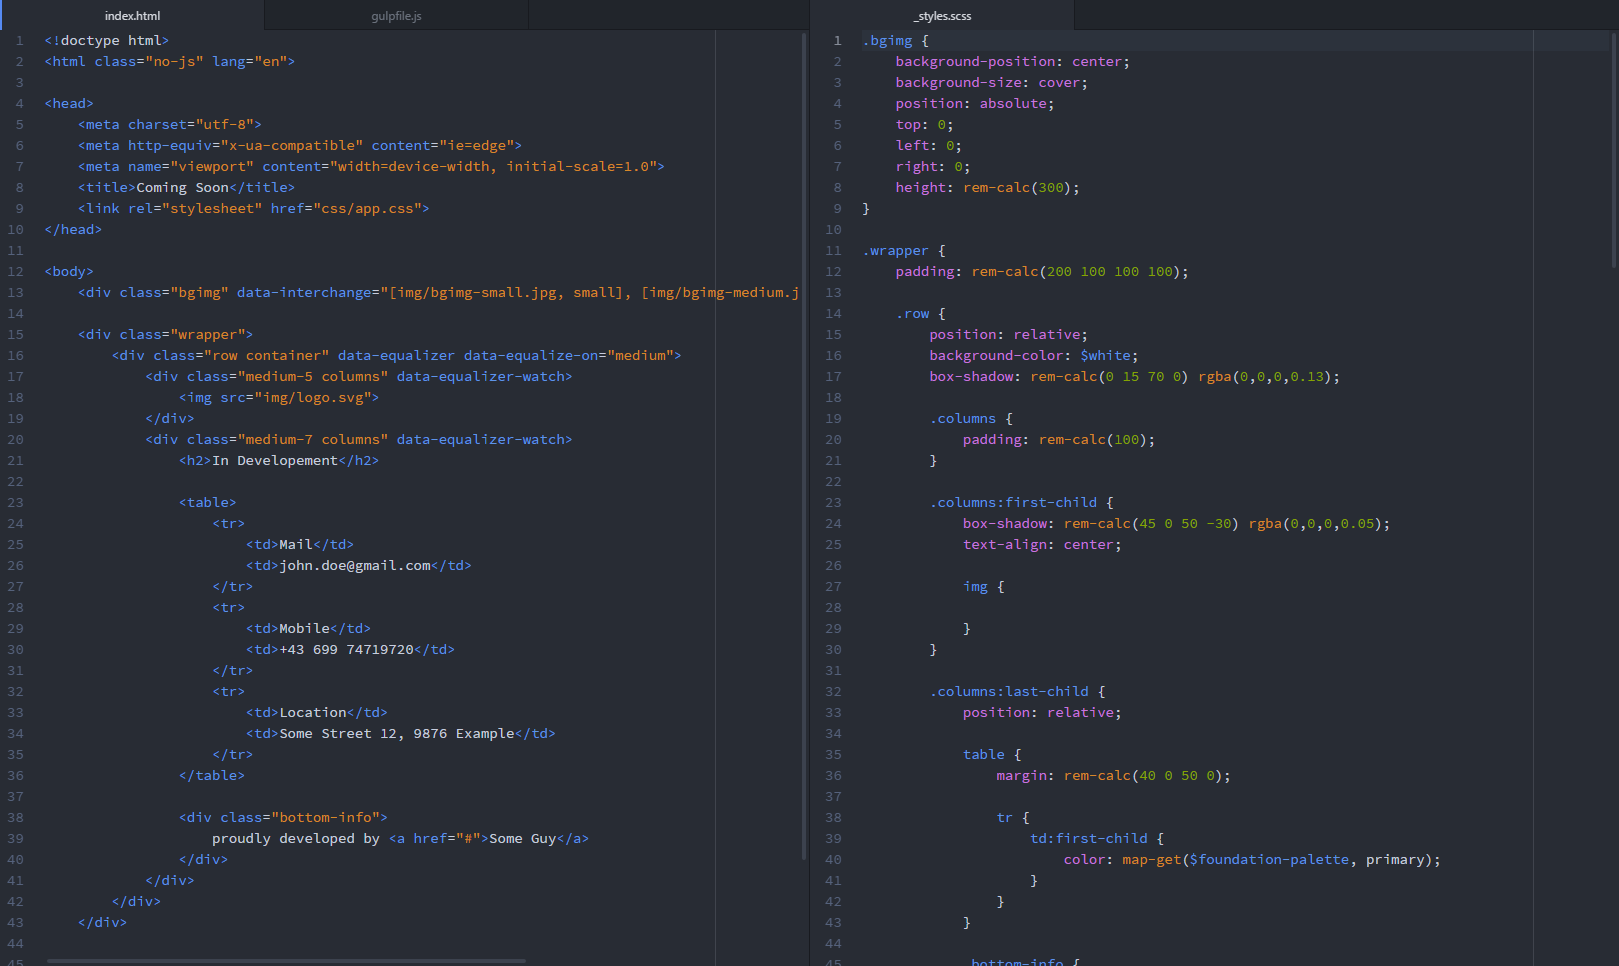 index.html
gulpfile.js
1 <!doctype html>
2 <html class="no-js" lang="en">
3
4 <head>
5 <meta charset="utf-8">
6 <meta http-equiv="x-ua-compatible" content="ie=edge">
7 <meta name="viewport" content="width=device-width, initial-scale=1.0">
8 <title>Coming Soon</title>
9 <link rel="stylesheet" href="css/app.css">
10 </head>
11
12 <body>
13 <div class="bgimg" data-interchange="[img/bgimg-small.jpg, small], [img/bgimg-medium.j
14
15 <div class="wrapper">
16 <div class="row container" data-equalizer data-equalize-on="medium">
17 <div class="medium-5 columns" data-equalizer-watch>
18 <img src="img/logo.svg">
19 </div>
20 <div class="medium-7 columns" data-equalizer-watch>
21 <h2>In Developement</h2>
22
23 <table>
24 <tr>
25 <td>Mail</td>
26 <td>john.doe@gmail.com</td>
27 </tr>
28 <tr>
29 <td>Mobile</td>
30 <td>+43 699 74719720</td>
31 </tr>
32 <tr>
33 <td>Location</td>
34 <td>Some Street 12, 9876 Example</td>
35 </tr>
36 </table>
37
38 <div class="bottom-info">
39 proudly developed by <a href="#">Some Guy</a>
40 </div>
41 </div>
42 </div>
43 </div>
44
45
_styles.scss
1 .bgimg {
2 background-position: center;
3 background-size: cover;
4 position: absolute;
5 top: 0;
6 left: 0;
7 right: 0;
8 height: rem-calc(300);
9 }
10
11 .wrapper {
12 padding: rem-calc(200 100 100 100);
13
14 .row {
15 position: relative;
16 background-color: $white;
17 box-shadow: rem-calc(0 15 70 0) rgba(0,0,0,0.13);
18
19 .columns {
20 padding: rem-calc(100);
21 }
22
23 .columns:first-child {
24 box-shadow: rem-calc(45 0 50 -30) rgba(0,0,0,0.05);
25 text-align: center;
26
27 img {
28
29 }
30 }
31
32 .columns:last-child {
33 position: relative;
34
35 table {
36 margin: rem-calc(40 0 50 0);
37
38 tr {
39 td:first-child {
40 color: map-get($foundation-palette, primary);
41 }
42 }
43 }
44
45 .bottom-info {